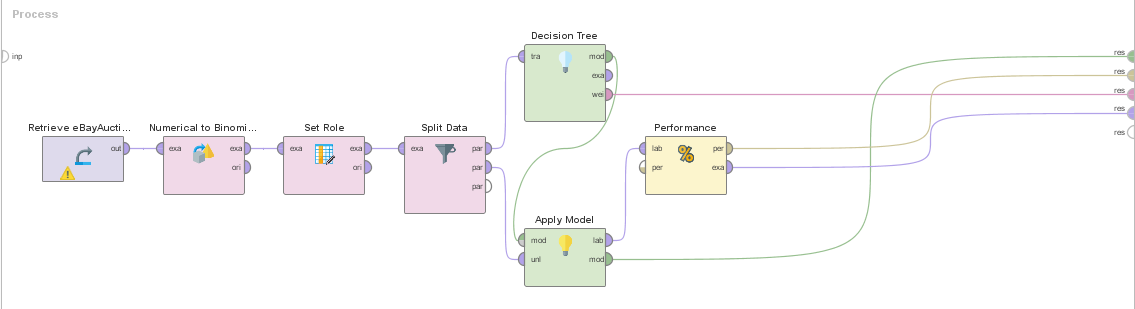 Process
inp
Retrieve eBayAucti...
out
Numerical to Binomi...
exa exa
ori
Set Role
exa exa
ori
Split Data
exa par
par
par
Decision Tree
tra mod
exa
wei
Apply Model
mod lab
unl mod
Performance
lab per
per exa
res
res
res
res
res